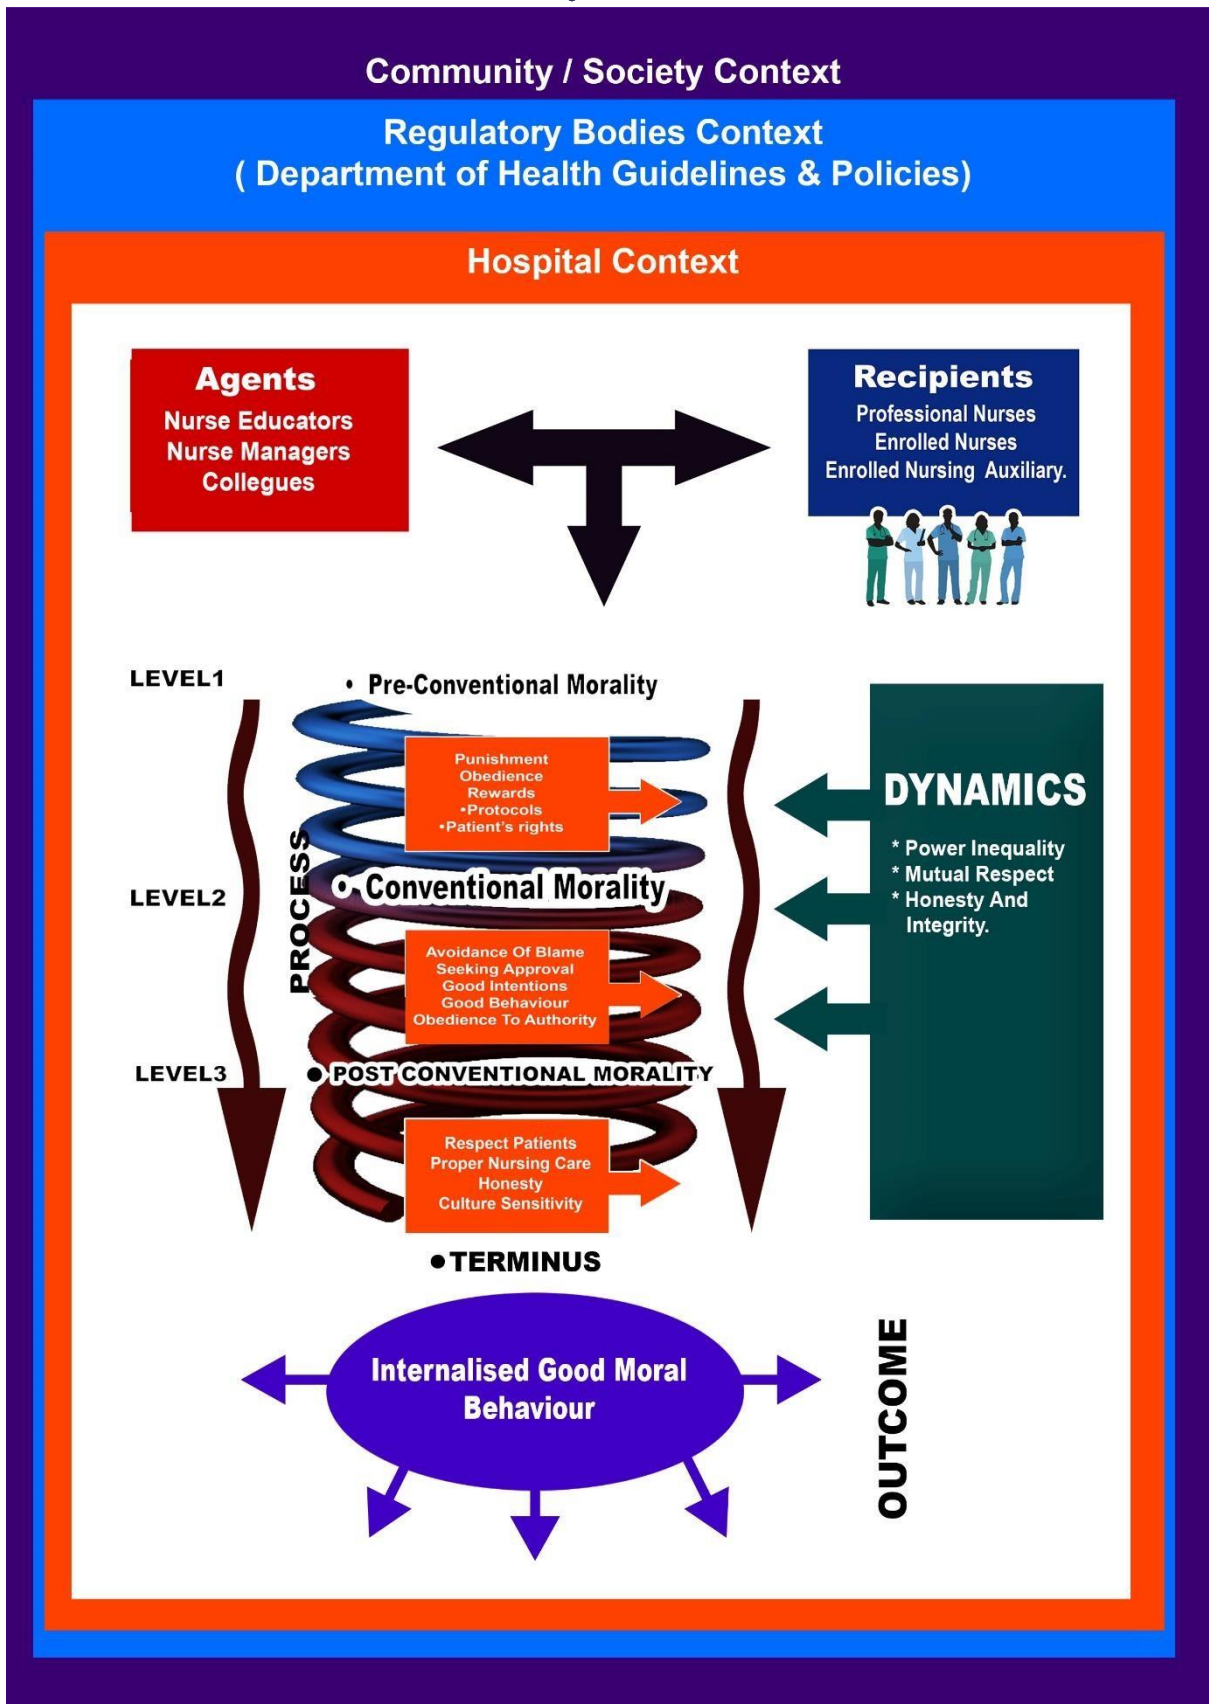 Community / Society Context
Regulatory Bodies Context
( Department of Health Guidelines & Policies)
Hospital Context
Agents
Nurse Educators
Nurse Managers
Collegues
Recipients
Professional Nurses
Enrolled Nurses
Enrolled Nursing Auxiliary.
LEVEL1
• Pre-Conventional Morality
Punishment
Obedience
Rewards
•Protocols
•Patient's rights
PROCESS
LEVEL2
• Conventional Morality
Avoidance Of Blame
Seeking Approval
Good Intentions
Good Behaviour
Obedience To Authority
LEVEL3
• POST CONVENTIONAL MORALITY
Respect Patients
Proper Nursing Care
Honesty
Culture Sensitivity
DYNAMICS
* Power Inequality
* Mutual Respect
* Honesty And
Integrity.
• TERMINUS
Internalised Good Moral
Behaviour
OUTCOME